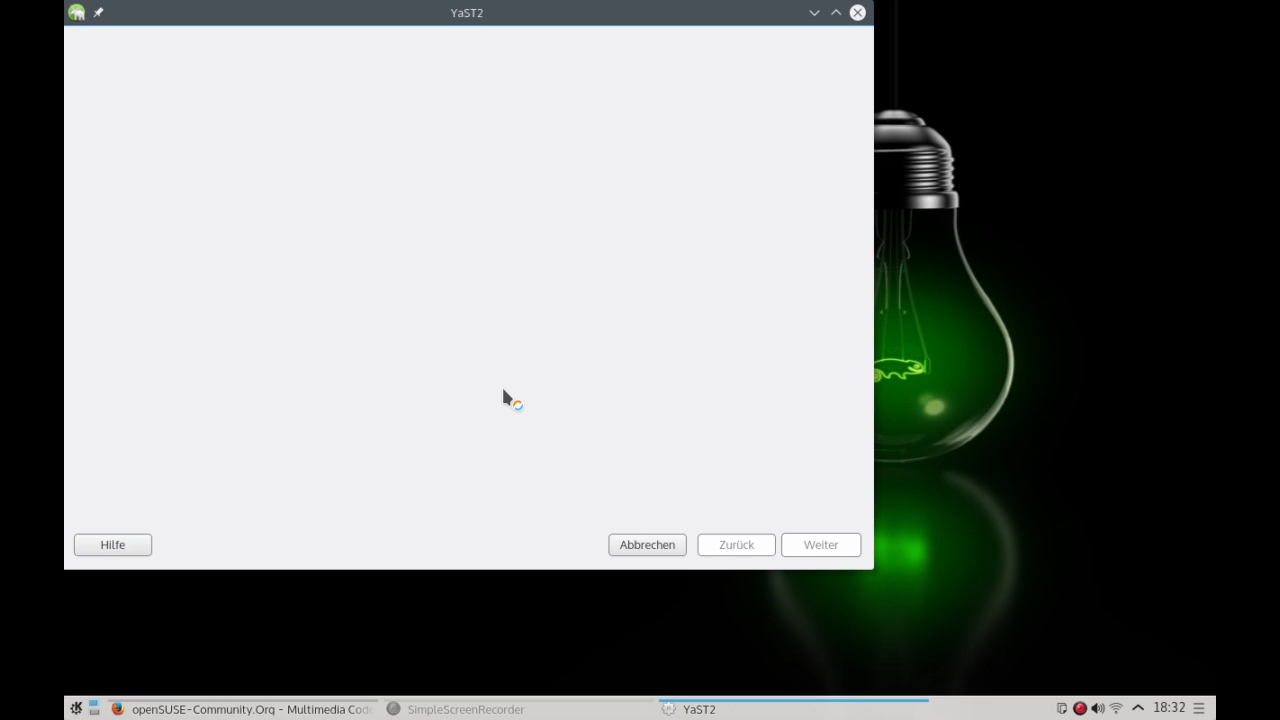 YaST2
Hilfe
Abbrechen
Zurück
Weiter
openSUSE-Community.Org - Multimedia Cod
SimpleScreenRecorder
YaST2
18:32